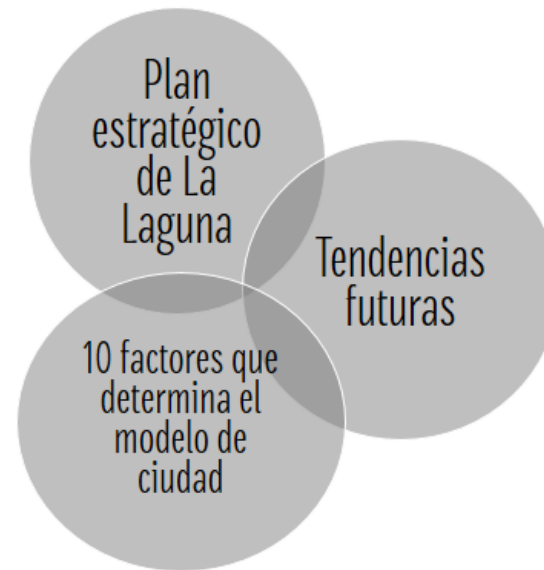 Plan
estratégico
de La
Laguna
Tendencias
futuras
10 factores que
determina el
modelo de
ciudad